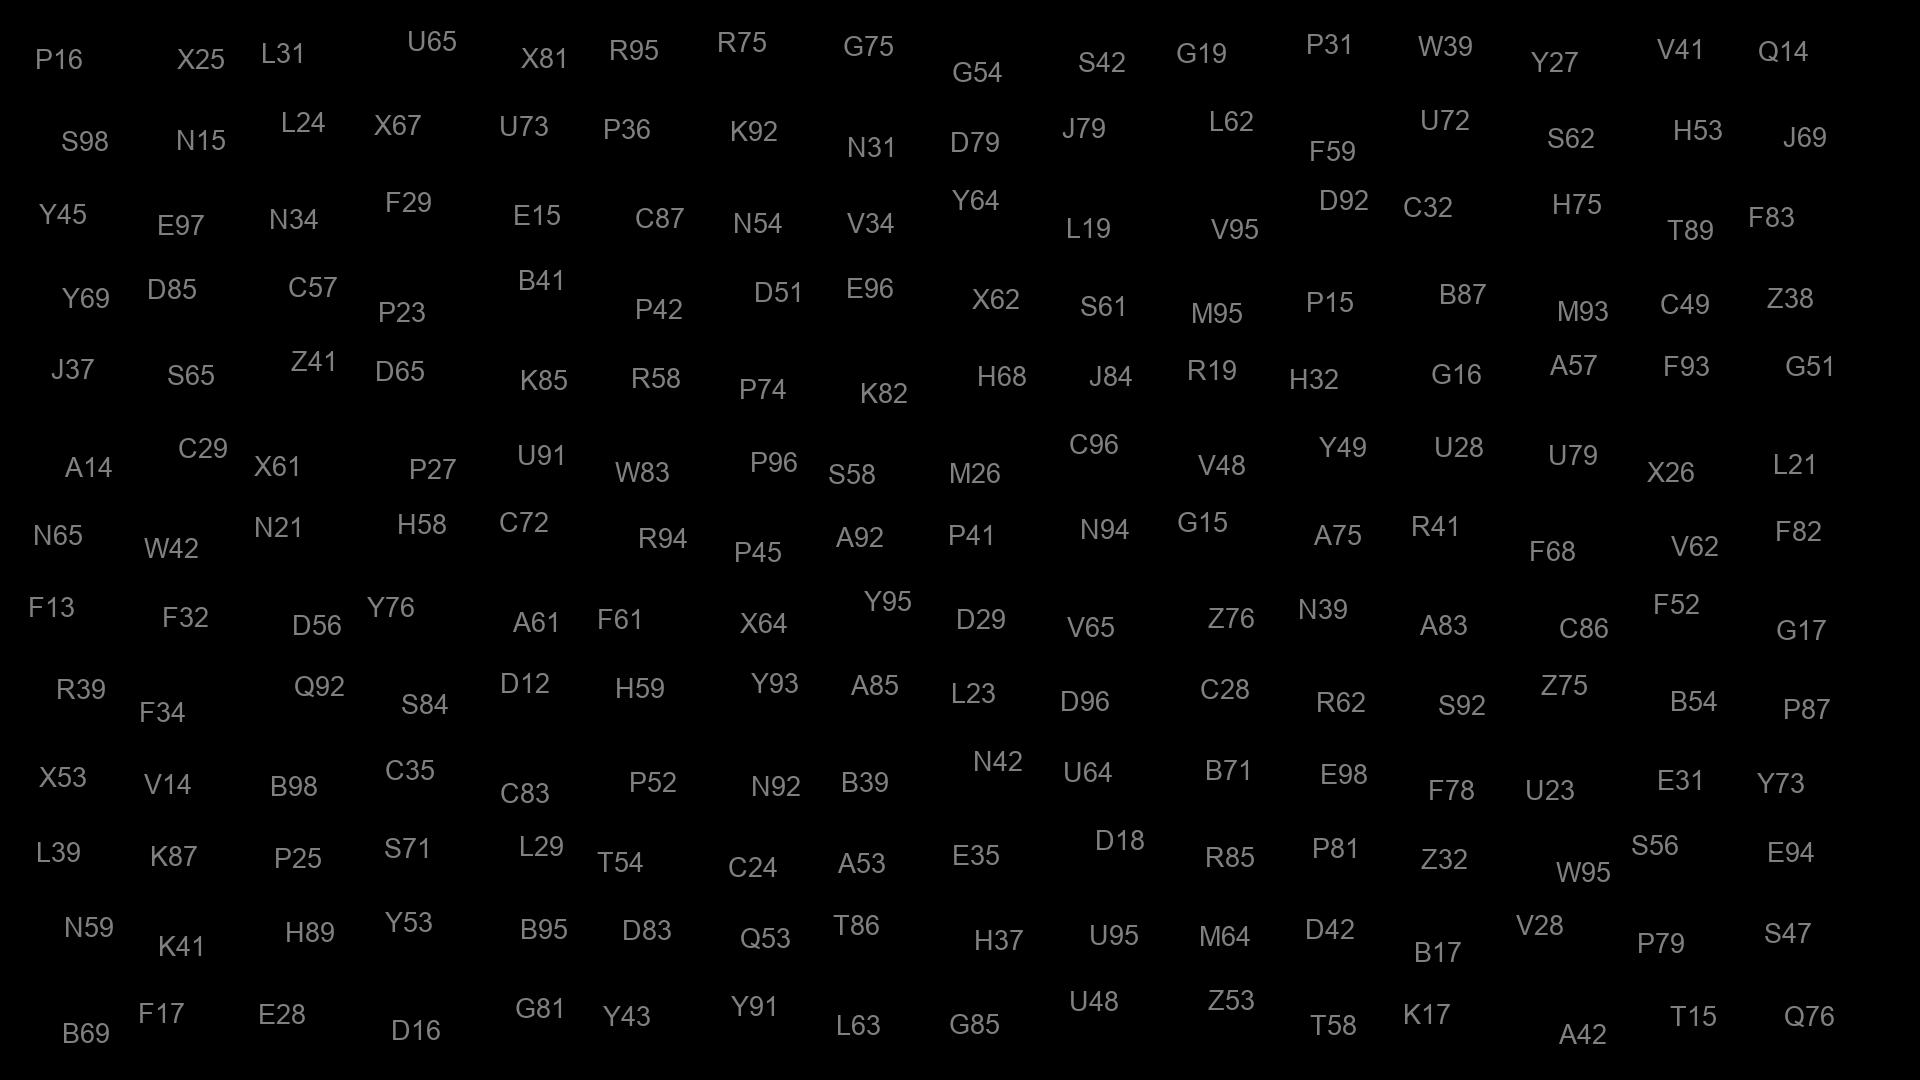 P16 X25 L31 U65 X81 R95 R75 G75 G54 S42 G19 P31 W39 Y27 V41 Q14
S98 N15 L24 X67 U73 P36 K92 N31 D79 J79 L62 F59 U72 S62 H53 J69
Y45 E97 N34 F29 E15 C87 N54 V34 Y64 L19 V95 D92 C32 H75 T89 F83
Y69 D85 C57 P23 B41 P42 D51 E96 X62 S61 M95 P15 B87 M93 C49 Z38
J37 S65 Z41 D65 K85 R58 P74 K82 H68 J84 R19 H32 G16 A57 F93 G51
A14 C29 X61 P27 U91 W83 P96 S58 M26 C96 V48 Y49 U28 U79 X26 L21
N65 W42 N21 H58 C72 R94 P45 A92 P41 N94 G15 A75 R41 F68 V62 F82
F13 F32 D56 Y76 A61 F61 X64 Y95 D29 V65 Z76 N39 A83 C86 F52 G17
R39 F34 Q92 S84 D12 H59 Y93 A85 L23 D96 C28 R62 S92 Z75 B54 P87
X53 V14 B98 C35 C83 P52 N92 B39 N42 U64 B71 E98 F78 U23 E31 Y73
L39 K87 P25 S71 L29 T54 C24 A53 E35 D18 R85 P81 Z32 W95 S56 E94
N59 K41 H89 Y53 B95 D83 Q53 T86 H37 U95 M64 D42 B17 V28 P79 S47
B69 F17 E28 D16 G81 Y43 Y91 L63 G85 U48 Z53 T58 K17 A42 T15 Q76